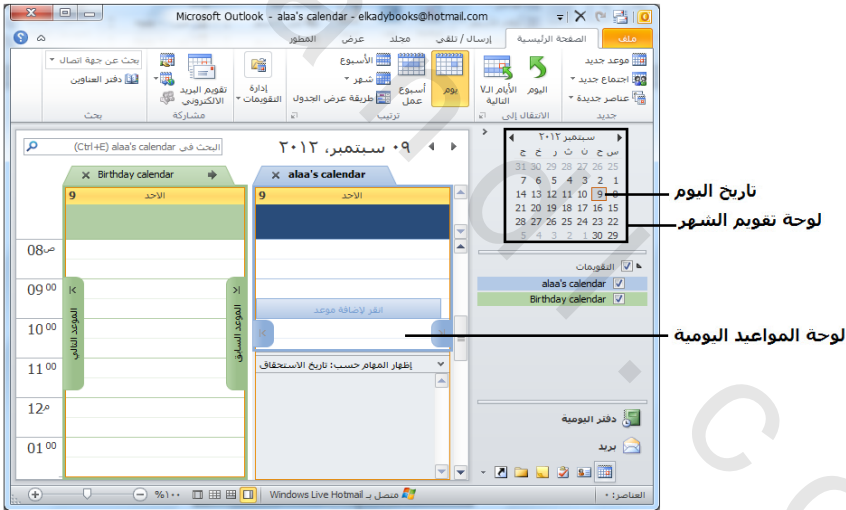 Microsoft Outlook - alaa's calendar - elkadybooks@hotmail.com
ملف
الصفحة الرئيسية
إرسال / تلقي
مجلد
عرض
المطور
موعد جديد
اجتماع جديد
عناصر جديدة
جديد
اليوم
الأيام الـ٧ التالية
الانتقال إلى
يوم
أسبوع عمل
الأسبوع
شهر
طريقة عرض الجدول
ترتيب
إدارة التقويمات
تقويم البريد الالكتروني
مشاركة
بحث عن جهة اتصال
دفتر العناوين
بحث
سبتمبر ٢٠١٢
س ح ن ث ر خ ج
31 30 29 28 27 26 25
7 6 5 4 3 2 1
14 13 12 11 10 9 8
21 20 19 18 17 16 15
28 27 26 25 24 23 22
5 4 3 2 1 30 29
تاريخ اليوم
لوحة تقويم الشهر
لوحة المواعيد اليومية
التقويمات
alaa's calendar
Birthday calendar
دفتر اليومية
بريد
٠٩ سبتمبر، ٢٠١٢
البحث في alaa's calendar (Ctrl+E)
alaa's calendar
Birthday calendar
الأحد
9
الأحد
9
08ص
09 00
10 00
11 00
12م
01 00
انقر لإضافة موعد
الموعد السابق
الموعد التالي
إظهار المهام حسب: تاريخ الاستحقاق
العناصر: ٠
متصل بـ Windows Live Hotmail
%١٠٠